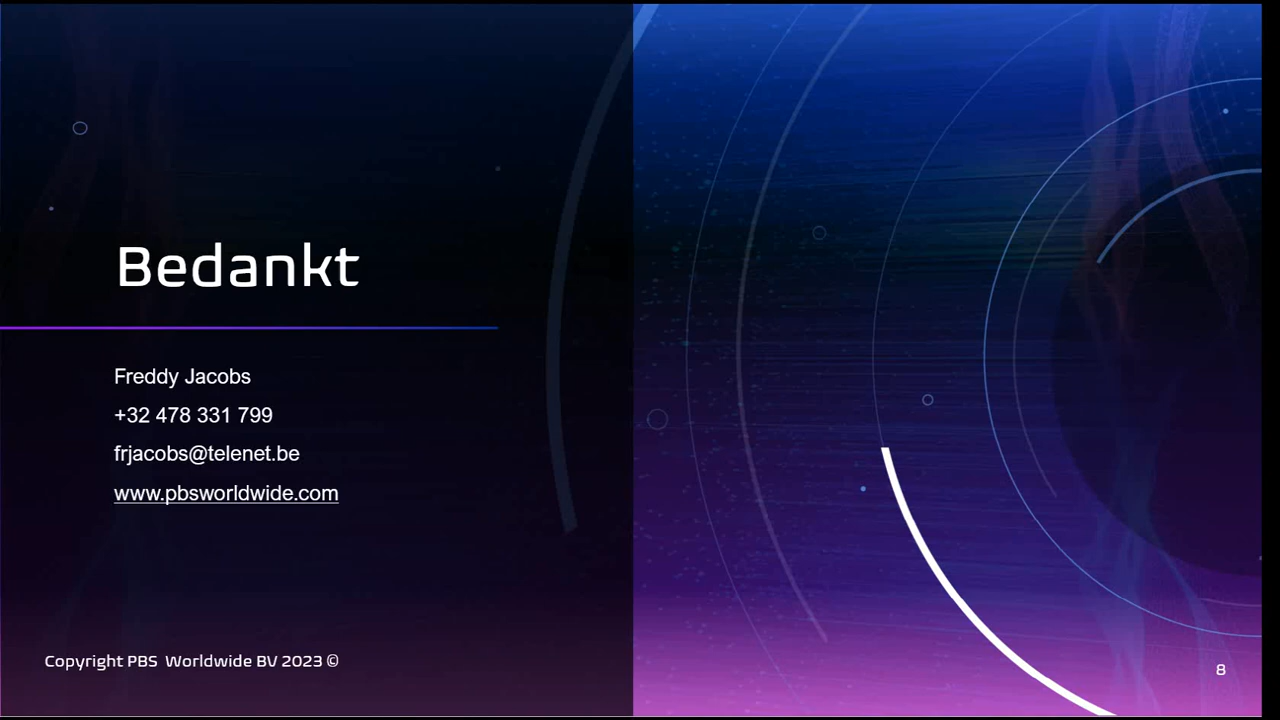 Bedankt
Freddy Jacobs
+32 478 331 799
frjacobs@telenet.be
www.pbsworldwide.com
Copyright PBS  Worldwide BV 2023 ©
8